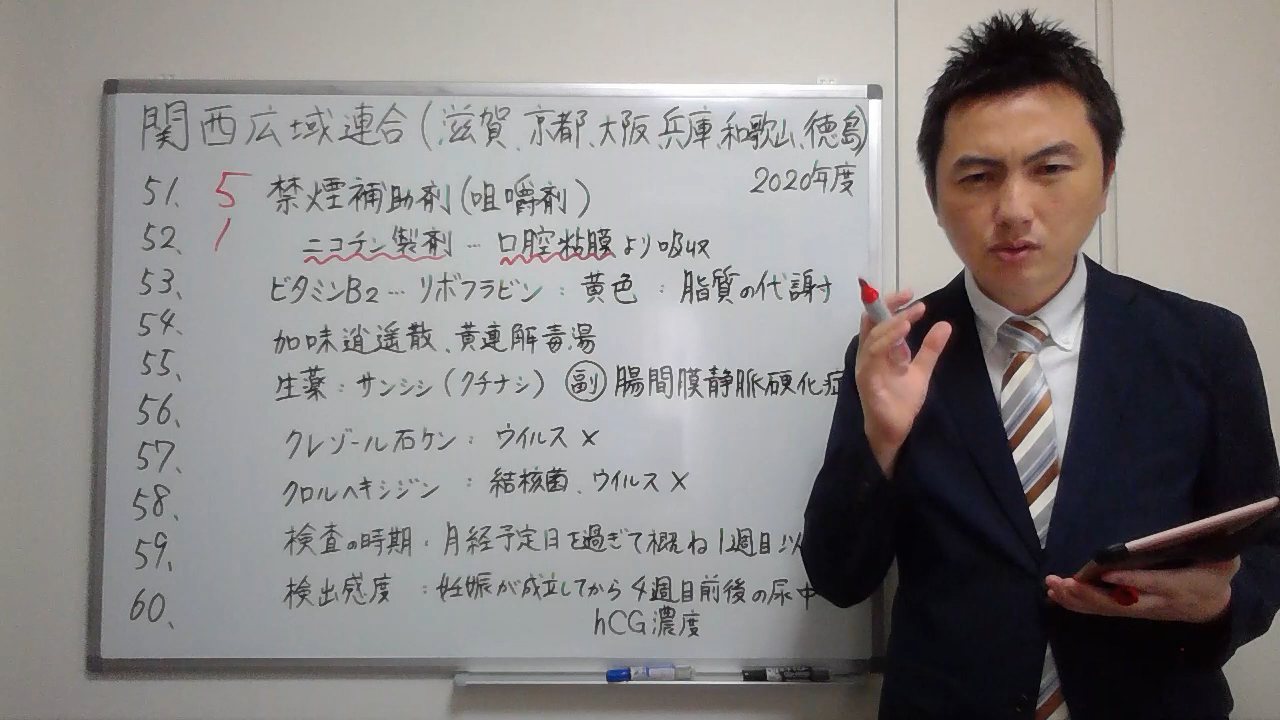 関西広域連合(滋賀、京都、大阪、兵庫、和歌山、徳島)
2020年度
51. 5 禁煙補助剤(咀嚼剤)
52. 1 ニコチン製剤…口腔粘膜より吸収
53. ビタミンB2…リボフラビン:黄色:脂質の代謝
54. 加味逍遥散、黄連解毒湯
55. 生薬:サンシシ(クチナシ) 副 腸間膜静脈硬化症
56.
クレゾール石ケン:ウイルス×
57.
クロルヘキシジン:結核菌、ウイルス×
58.
検査の時期・月経予定日を過ぎて概ね1週目以
59.
検出感度:妊娠が成立してから4週目前後の尿中
60.
hCG濃度